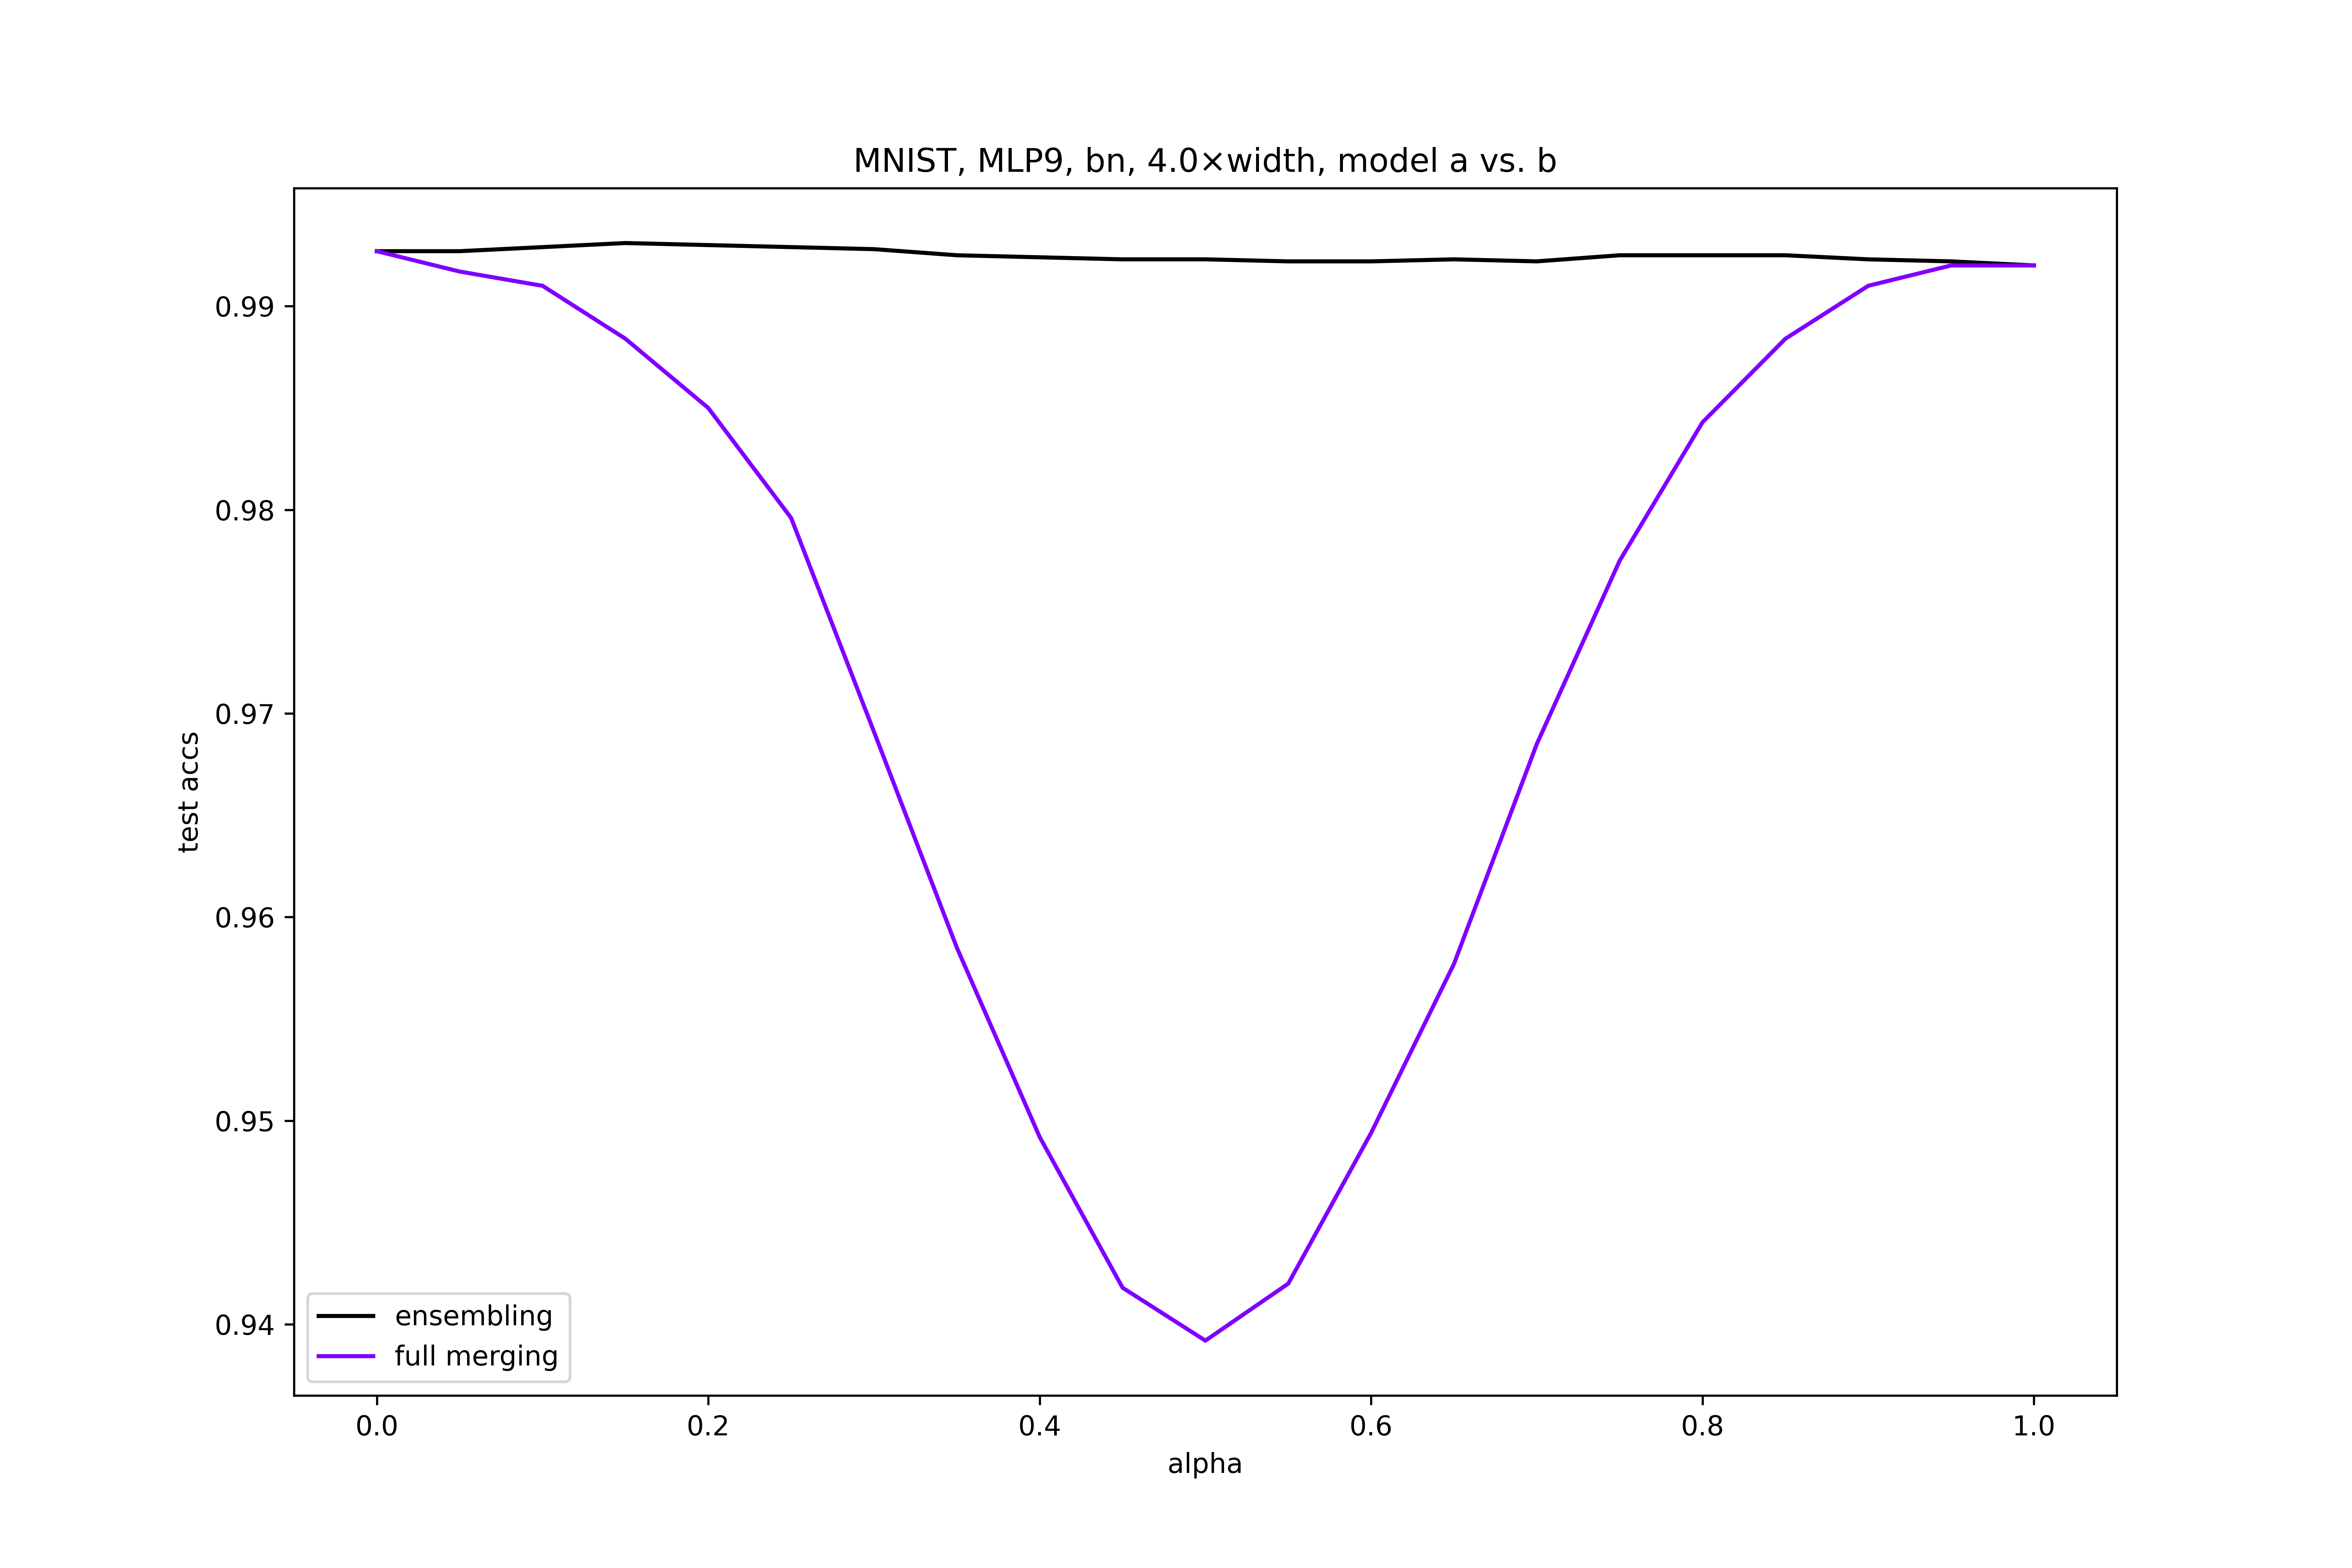 MNIST, MLP9, bn, 4.0×width, model a vs. b
test accs
0.99
0.98
0.97
0.96
0.95
0.94
ensembling
full merging
0.0 0.2 0.4 0.6 0.8 1.0
alpha